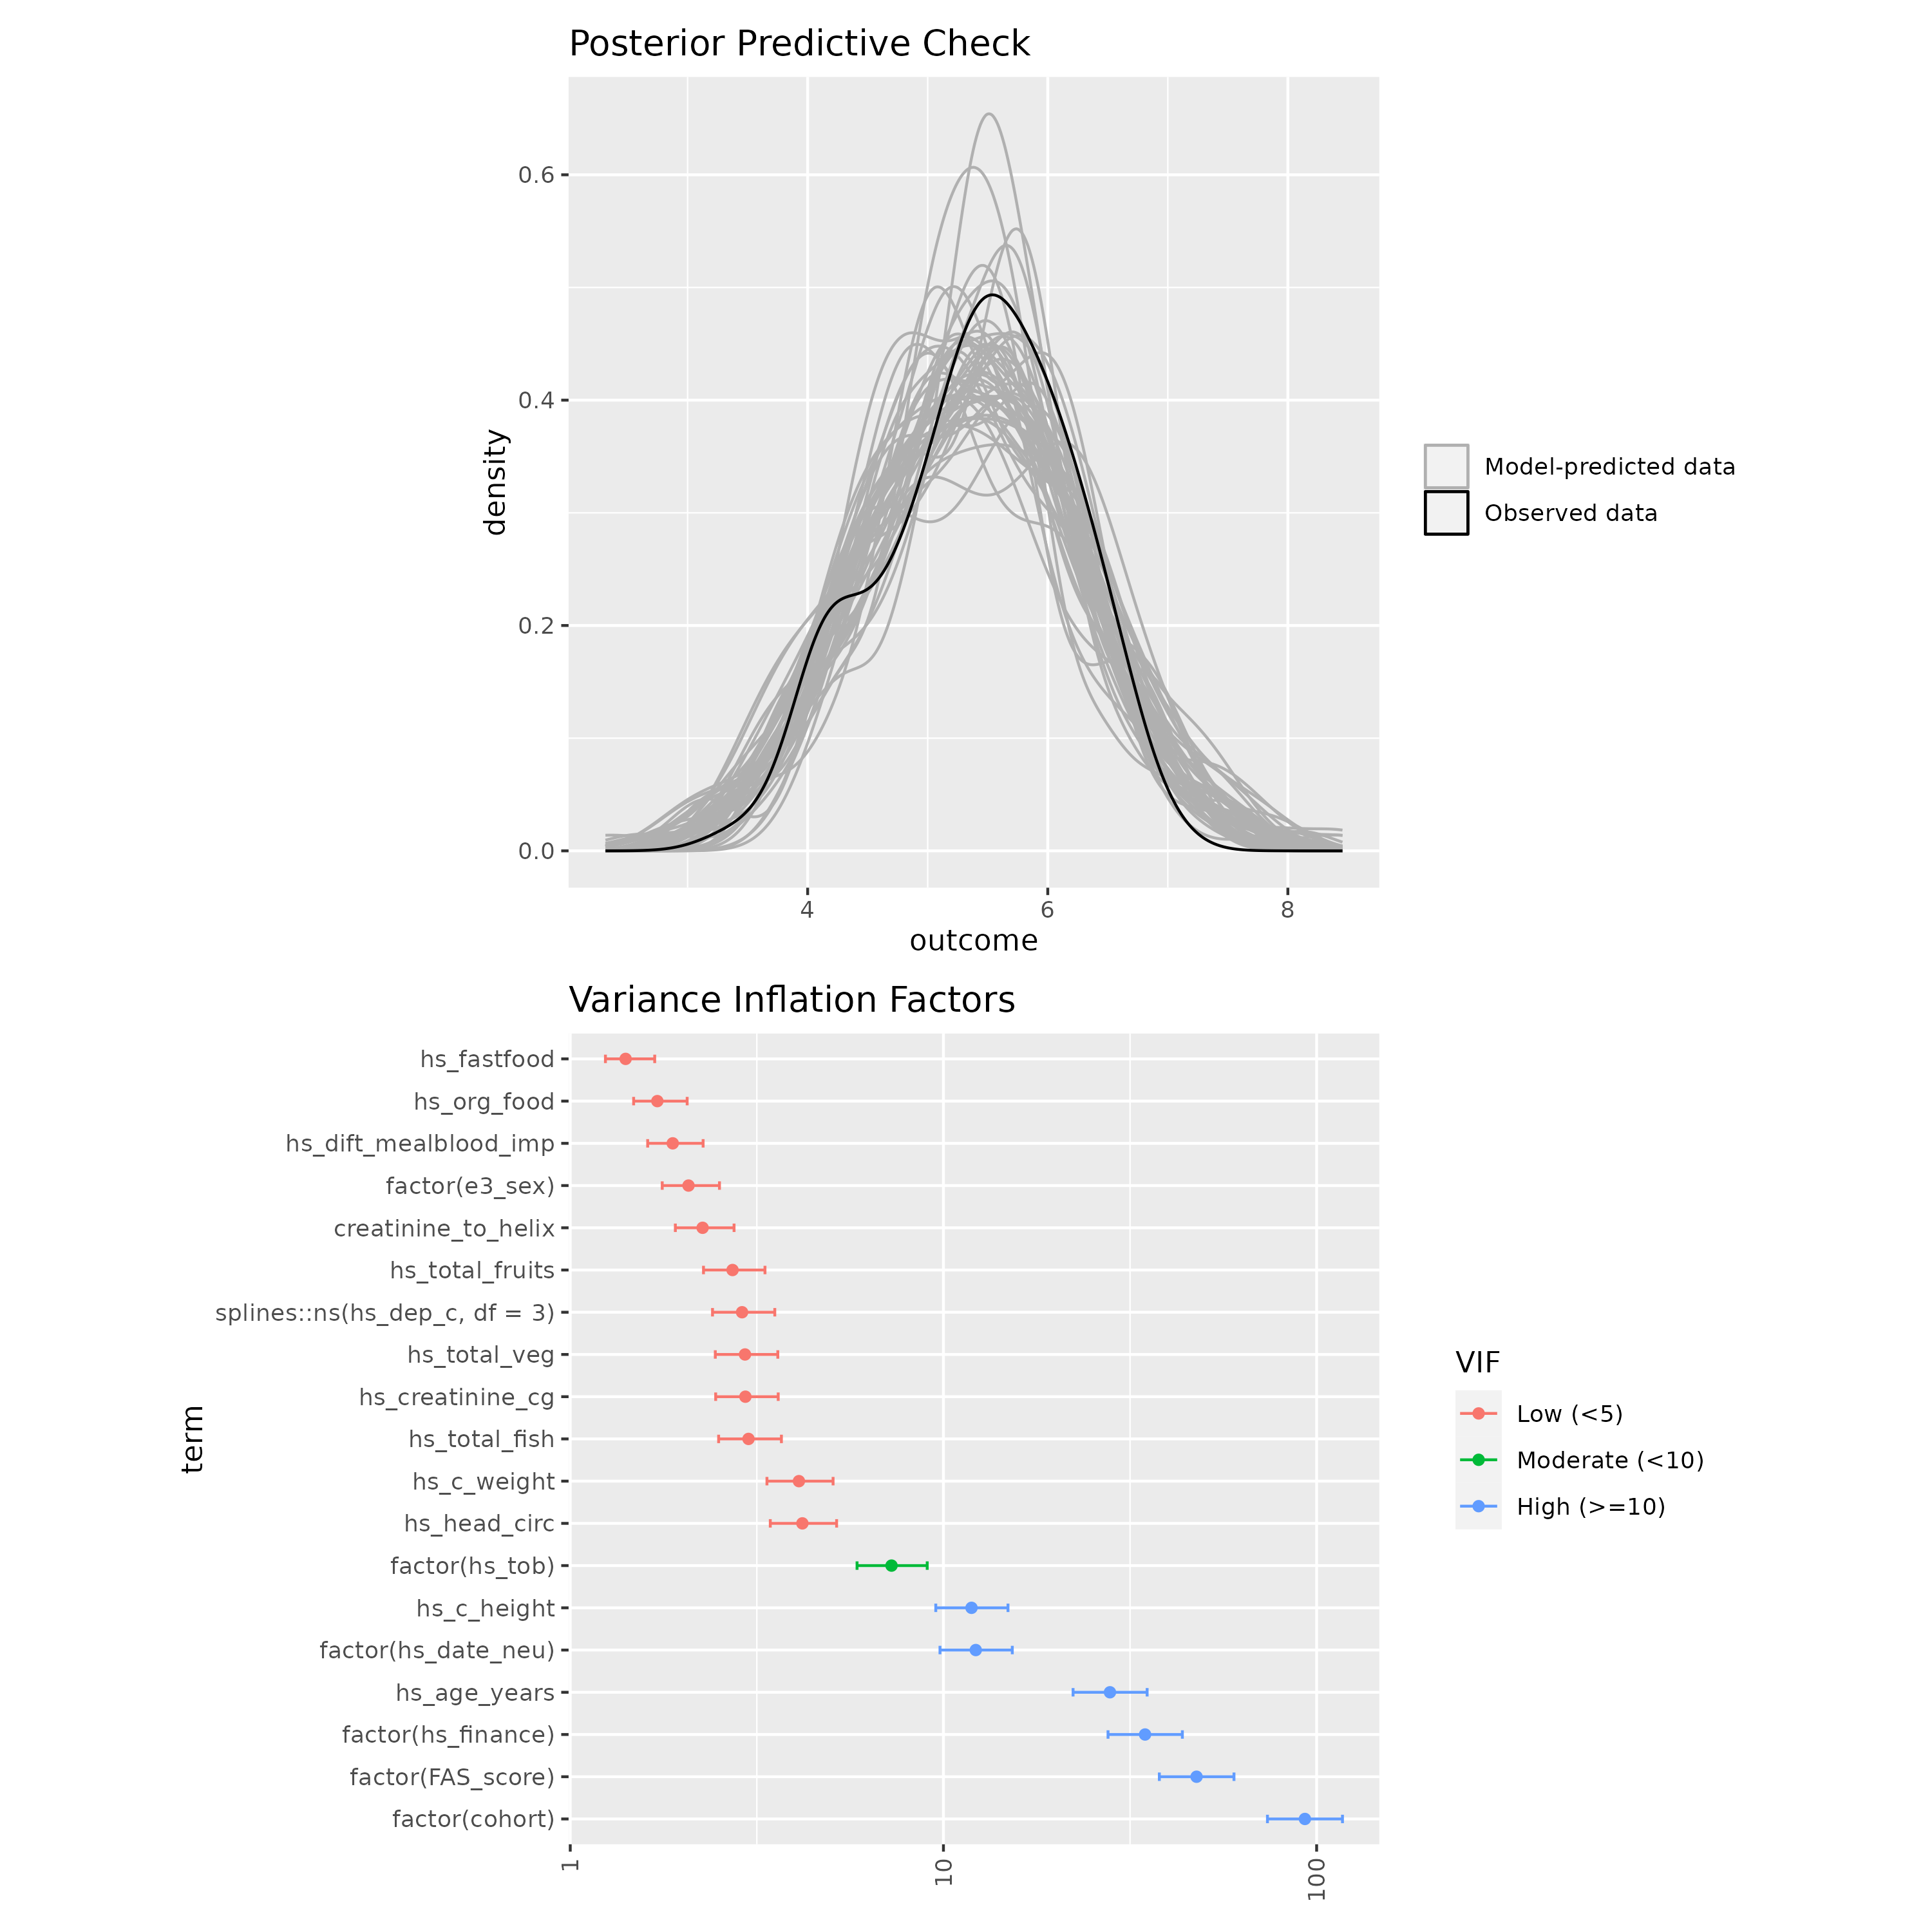 Posterior Predictive Check
0.6
0.4
0.2
0.0
density
4
6
8
outcome
Model-predicted data
Observed data
Variance Inflation Factors
hs_fastfood
hs_org_food
hs_dift_mealblood_imp
factor(e3_sex)
creatinine_to_helix
hs_total_fruits
splines::ns(hs_dep_c, df = 3)
hs_total_veg
hs_creatinine_cg
hs_total_fish
hs_c_weight
hs_head_circ
factor(hs_tob)
hs_c_height
factor(hs_date_neu)
hs_age_years
factor(hs_finance)
factor(FAS_score)
factor(cohort)
term
1
10
100
VIF
Low (<5)
Moderate (<10)
High (>=10)